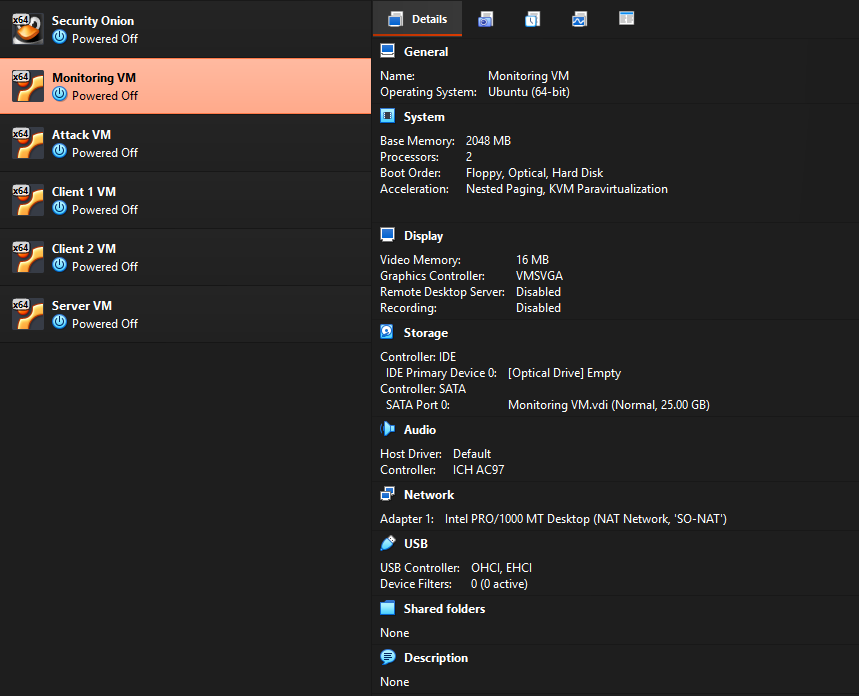 x64
Security Onion
Powered Off
x64
Monitoring VM
Powered Off
x64
Attack VM
Powered Off
x64
Client 1 VM
Powered Off
x64
Client 2 VM
Powered Off
x64
Server VM
Powered Off
Details
General
Name: Monitoring VM
Operating System: Ubuntu (64-bit)
System
Base Memory: 2048 MB
Processors: 2
Boot Order: Floppy, Optical, Hard Disk
Acceleration: Nested Paging, KVM Paravirtualization
Display
Video Memory: 16 MB
Graphics Controller: VMSVGA
Remote Desktop Server: Disabled
Recording: Disabled
Storage
Controller: IDE
IDE Primary Device 0: [Optical Drive] Empty
Controller: SATA
SATA Port 0: Monitoring VM.vdi (Normal, 25.00 GB)
Audio
Host Driver: Default
Controller: ICH AC97
Network
Adapter 1: Intel PRO/1000 MT Desktop (NAT Network, 'SO-NAT')
USB
USB Controller: OHCI, EHCI
Device Filters: 0 (0 active)
Shared folders
None
Description
None